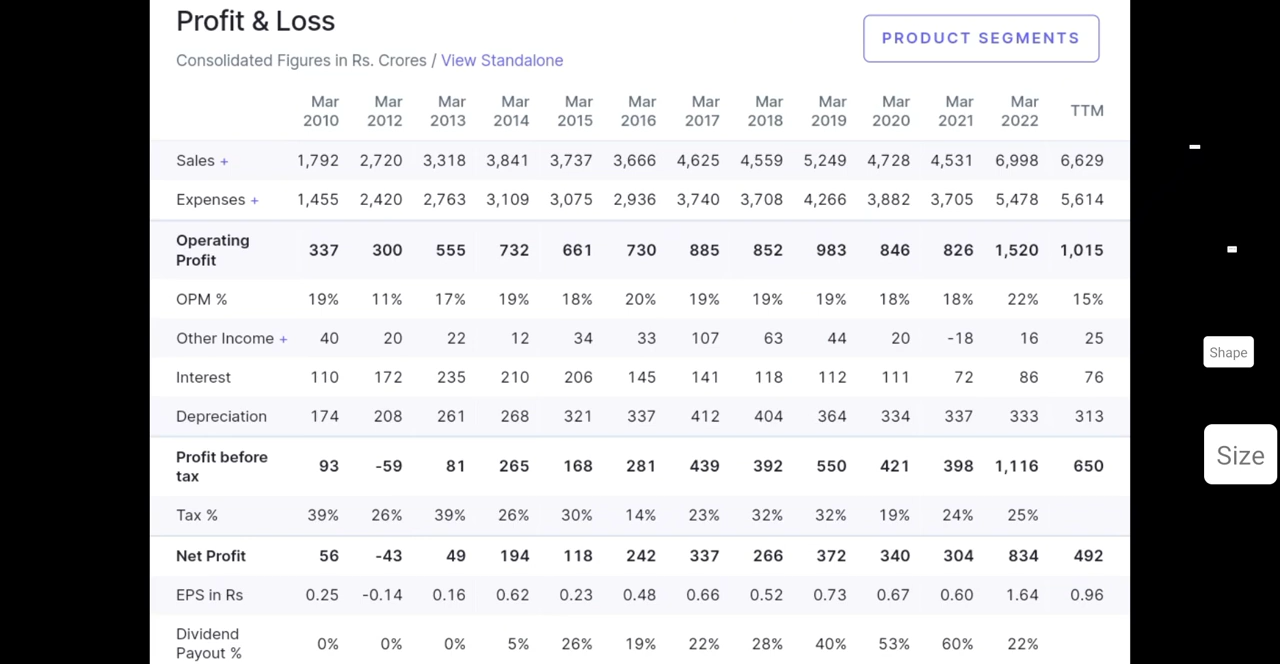 Profit & Loss
PRODUCT SEGMENTS
Consolidated Figures in Rs. Crores / View Standalone
Mar 2010 Mar 2012 Mar 2013 Mar 2014 Mar 2015 Mar 2016 Mar 2017 Mar 2018 Mar 2019 Mar 2020 Mar 2021 Mar 2022 TTM
Sales + 1,792 2,720 3,318 3,841 3,737 3,666 4,625 4,559 5,249 4,728 4,531 6,998 6,629
Expenses + 1,455 2,420 2,763 3,109 3,075 2,936 3,740 3,708 4,266 3,882 3,705 5,478 5,614
Operating Profit 337 300 555 732 661 730 885 852 983 846 826 1,520 1,015
OPM % 19% 11% 17% 19% 18% 20% 19% 19% 19% 18% 18% 22% 15%
Other Income + 40 20 22 12 34 33 107 63 44 20 -18 16 25
Interest 110 172 235 210 206 145 141 118 112 111 72 86 76
Depreciation 174 208 261 268 321 337 412 404 364 334 337 333 313
Profit before tax 93 -59 81 265 168 281 439 392 550 421 398 1,116 650
Tax % 39% 26% 39% 26% 30% 14% 23% 32% 32% 19% 24% 25%
Net Profit 56 -43 49 194 118 242 337 266 372 340 304 834 492
EPS in Rs 0.25 -0.14 0.16 0.62 0.23 0.48 0.66 0.52 0.73 0.67 0.60 1.64 0.96
Dividend Payout % 0% 0% 0% 5% 26% 19% 22% 28% 40% 53% 60% 22%
Shape
Size